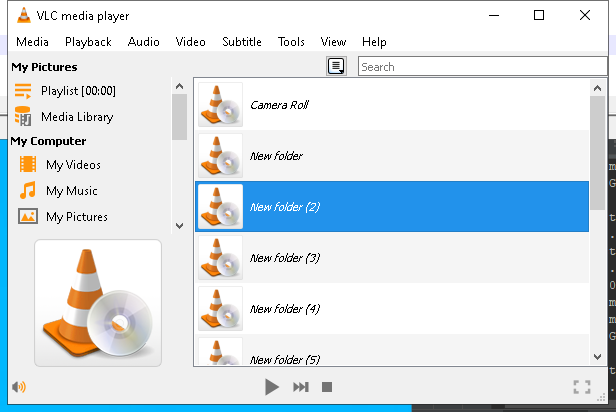 VLC media player
Media Playback Audio Video Subtitle Tools View Help
My Pictures
Search
Playlist [00:00]
Media Library
My Computer
My Videos
My Music
My Pictures
Camera Roll
New folder
New folder (2)
New folder (3)
New folder (4)
New folder (5)